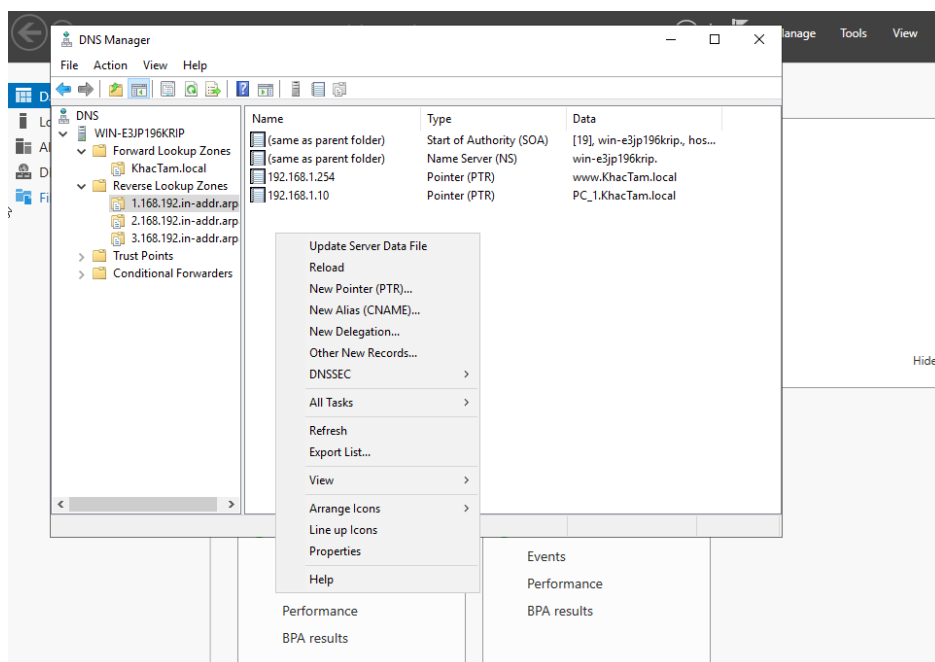 DNS Manager
Manage Tools View
File Action View Help
DNS
WIN-E3JP196KRIP
Forward Lookup Zones
KhacTam.local
Reverse Lookup Zones
1.168.192.in-addr.arp
2.168.192.in-addr.arp
3.168.192.in-addr.arp
Trust Points
Conditional Forwarders
Name Type Data
(same as parent folder) Start of Authority (SOA) [19], win-e3jp196krip., hos...
(same as parent folder) Name Server (NS) win-e3jp196krip.
192.168.1.254 Pointer (PTR) www.KhacTam.local
192.168.1.10 Pointer (PTR) PC_1.KhacTam.local
Update Server Data File
Reload
New Pointer (PTR)...
New Alias (CNAME)...
New Delegation...
Other New Records...
DNSSEC
All Tasks
Refresh
Export List...
View
Arrange Icons
Line up Icons
Properties
Help
Hide
Performance
BPA results
Events
Performance
BPA results